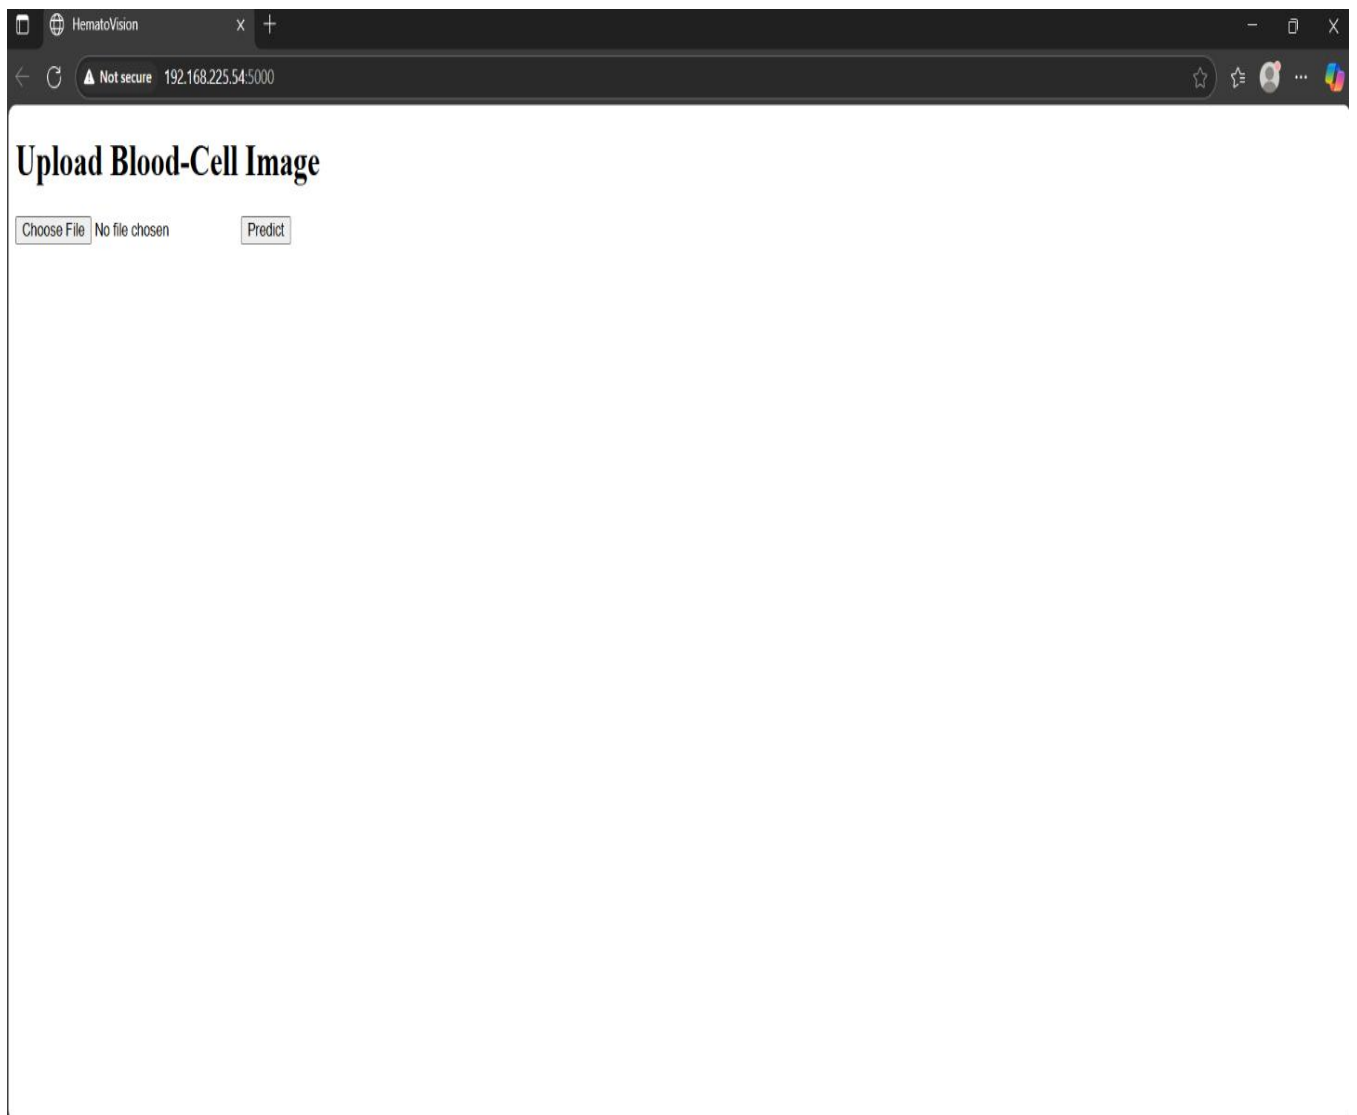 HematoVision
Not secure 192.168.225.54:5000
Upload Blood-Cell Image
Choose File No file chosen Predict